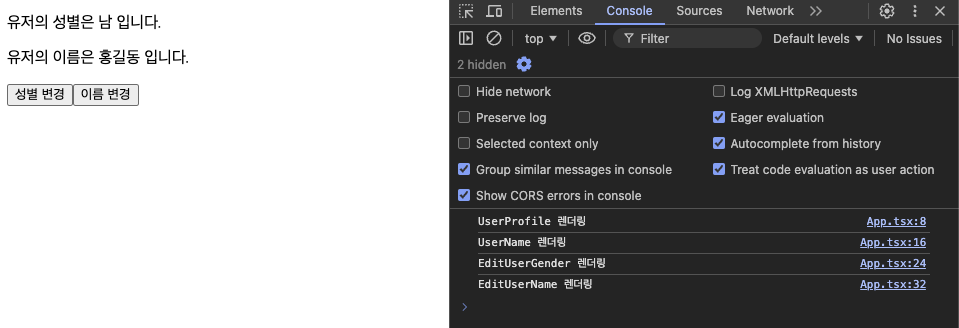 유저의 성별은 남 입니다.
유저의 이름은 홍길동 입니다.
성별 변경 이름 변경
Elements Console Sources Network
top Filter Default levels No Issues
2 hidden
Hide network Log XMLHttpRequests
Preserve log Eager evaluation
Selected context only Autocomplete from history
Group similar messages in console Treat code evaluation as user action
Show CORS errors in console
UserProfile 렌더링 App.tsx:8
UserName 렌더링 App.tsx:16
EditUserGender 렌더링 App.tsx:24
EditUserName 렌더링 App.tsx:32